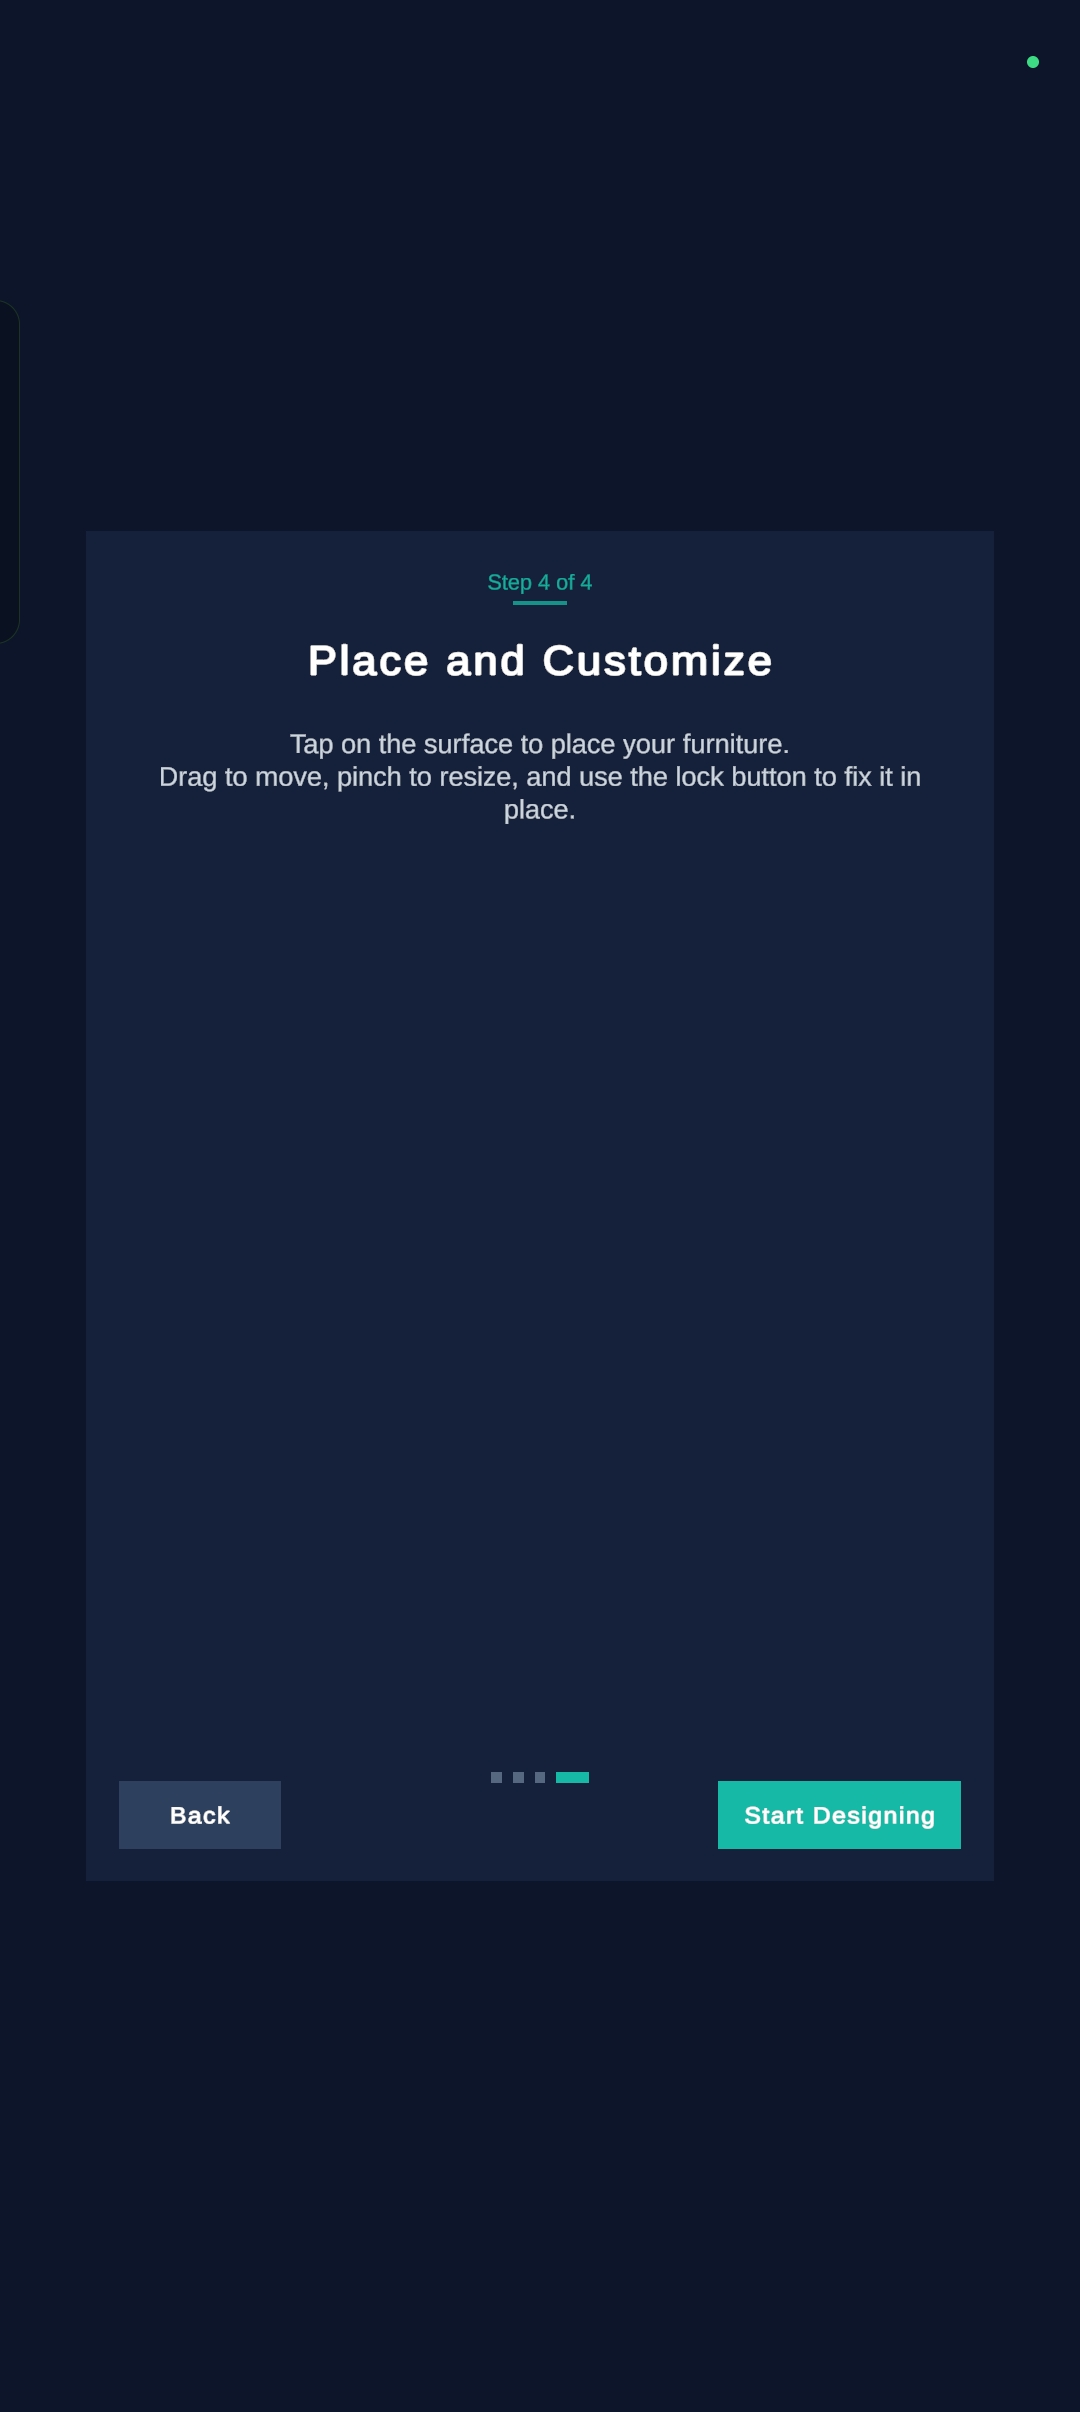 Step 4 of 4
Place and Customize
Tap on the surface to place your furniture.
Drag to move, pinch to resize, and use the lock button to fix it in
place.
Back
Start Designing